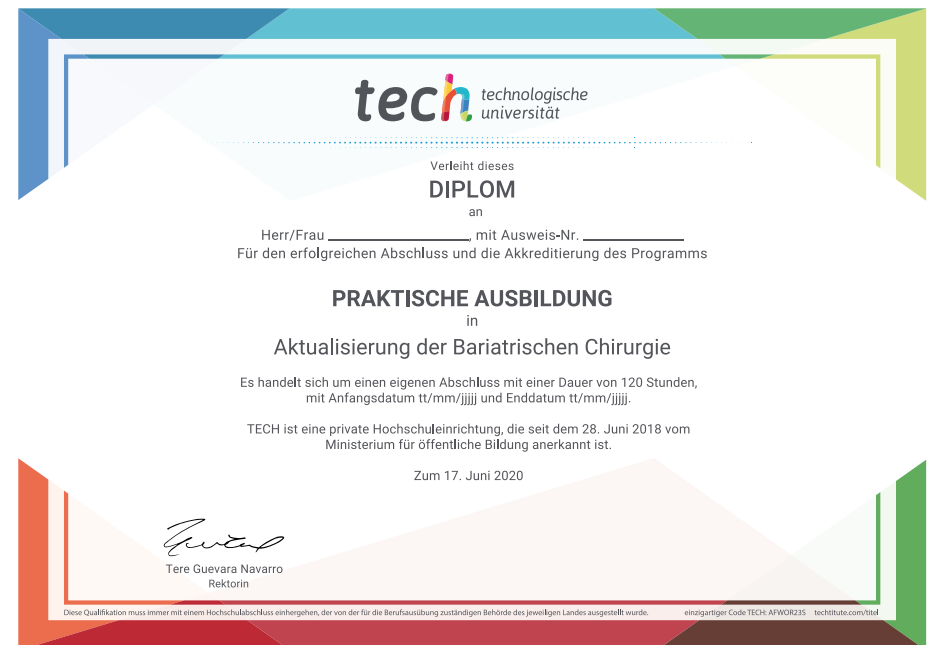 tech technologische
universität
Verleiht dieses
DIPLOM
an
Herr/Frau ____________________, mit Ausweis-Nr. ______________
Für den erfolgreichen Abschluss und die Akkreditierung des Programms
PRAKTISCHE AUSBILDUNG
in
Aktualisierung der Bariatrischen Chirurgie
Es handelt sich um einen eigenen Abschluss mit einer Dauer von 120 Stunden,
mit Anfangsdatum tt/mm/jjjjj und Enddatum tt/mm/jjjjj.
TECH ist eine private Hochschuleinrichtung, die seit dem 28. Juni 2018 vom
Ministerium für öffentliche Bildung anerkannt ist.
Zum 17. Juni 2020
Tere Guevara Navarro
Rektorin
Diese Qualifikation muss immer mit einem Hochschulabschluss einhergehen, der von der für die Berufsausübung zuständigen Behörde des jeweiligen Landes ausgestellt wurde. einzigartiger Code TECH: AFWOR23S techtitute.com/titel